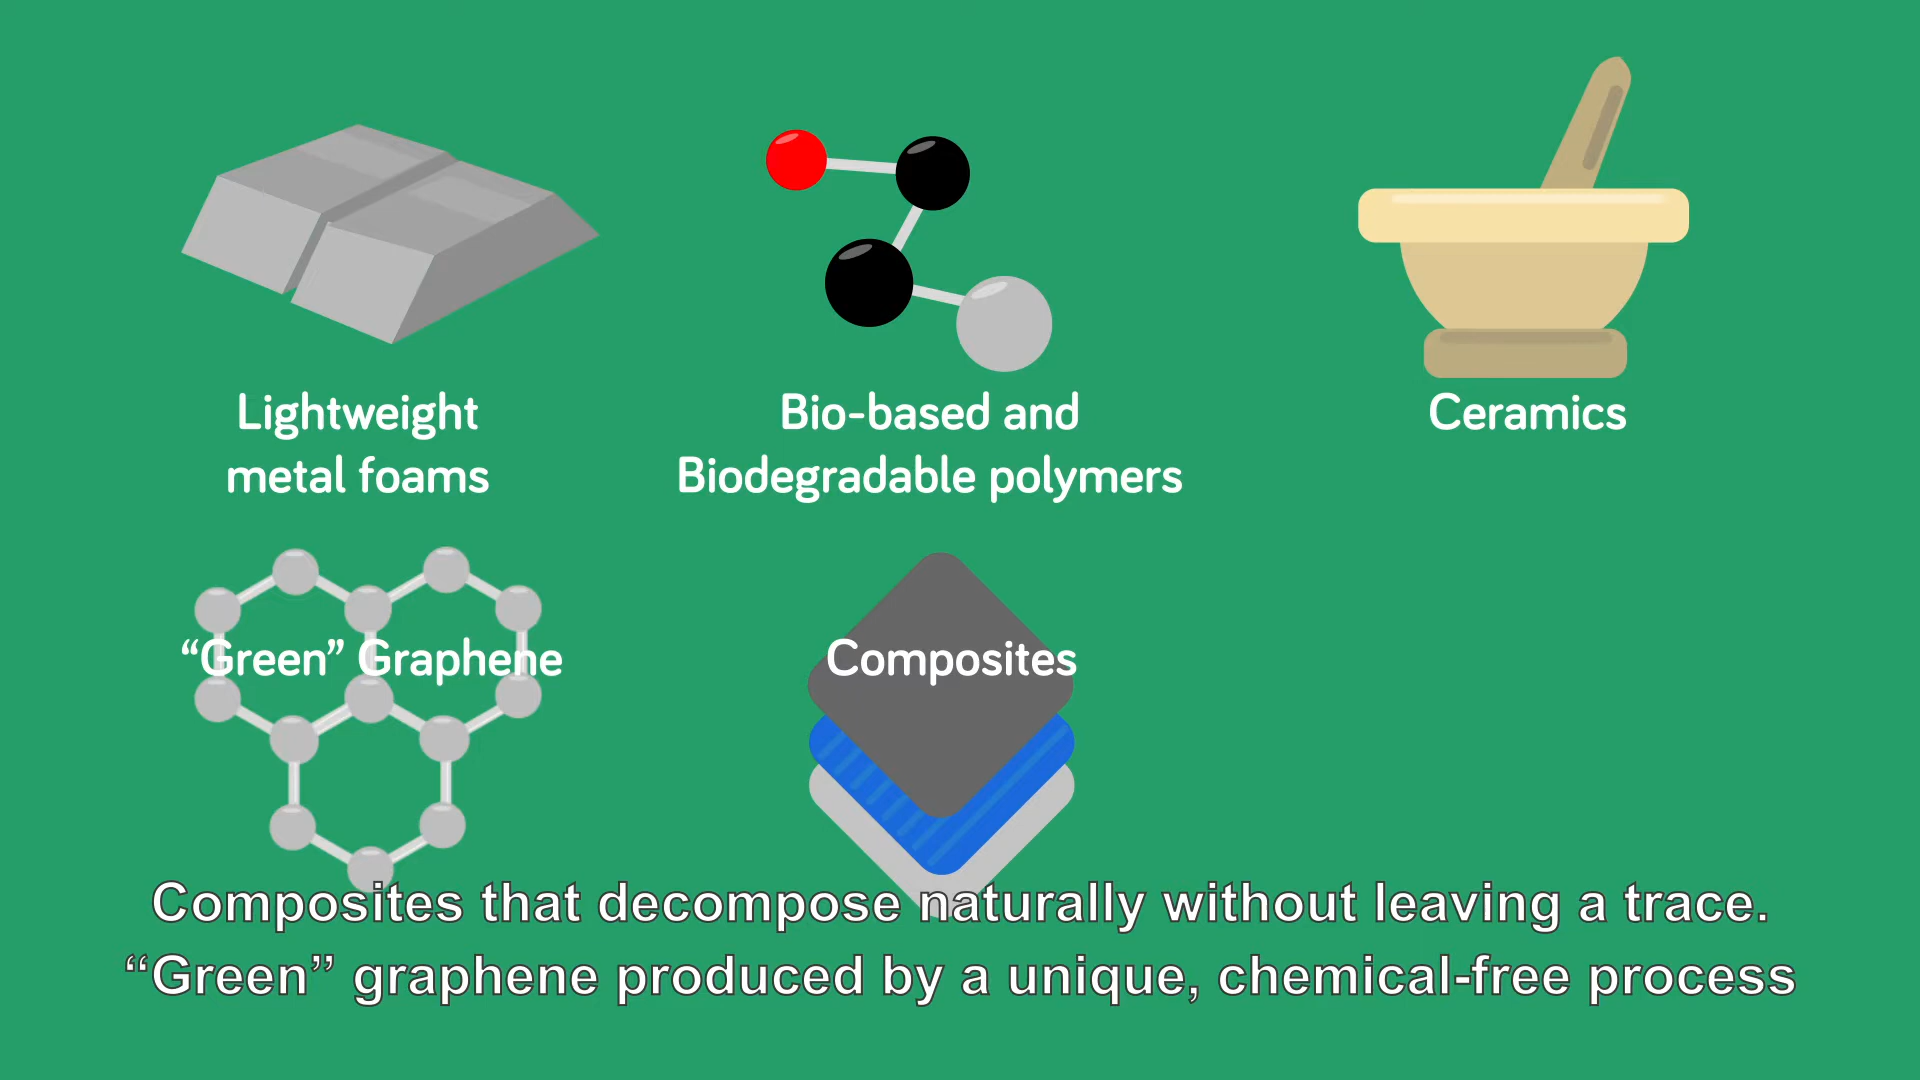 Lightweight
metal foams
Bio-based and
Biodegradable polymers
Ceramics
“Green” Graphene
Composites
Composites that decompose naturally without leaving a trace.
“Green” graphene produced by a unique, chemical-free process